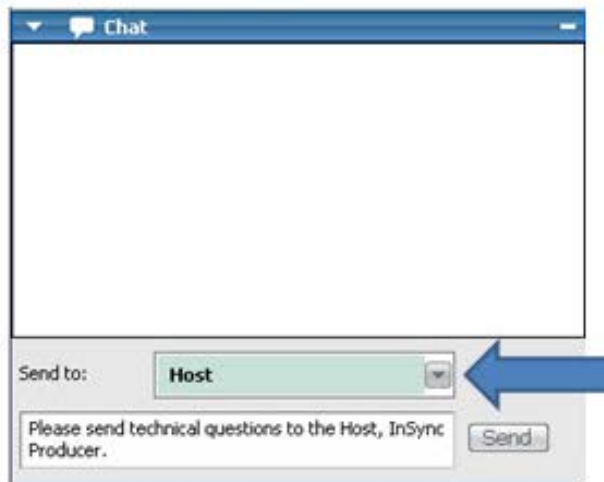 Chat
Send to:
Host
Please send technical questions to the Host, InSync
Producer.
Send